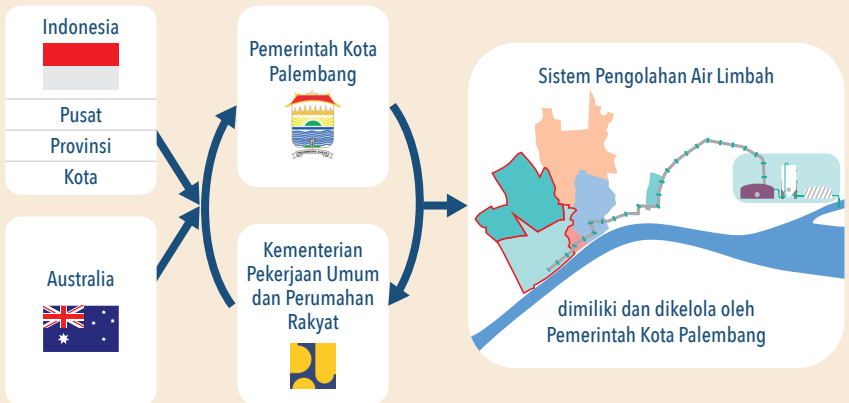 Indonesia
Pusat
Provinsi
Kota
Australia
Pemerintah Kota
Palembang
Kementerian
Pekerjaan Umum
dan Perumahan
Rakyat
Sistem Pengolahan Air Limbah
dimiliki dan dikelola oleh
Pemerintah Kota Palembang